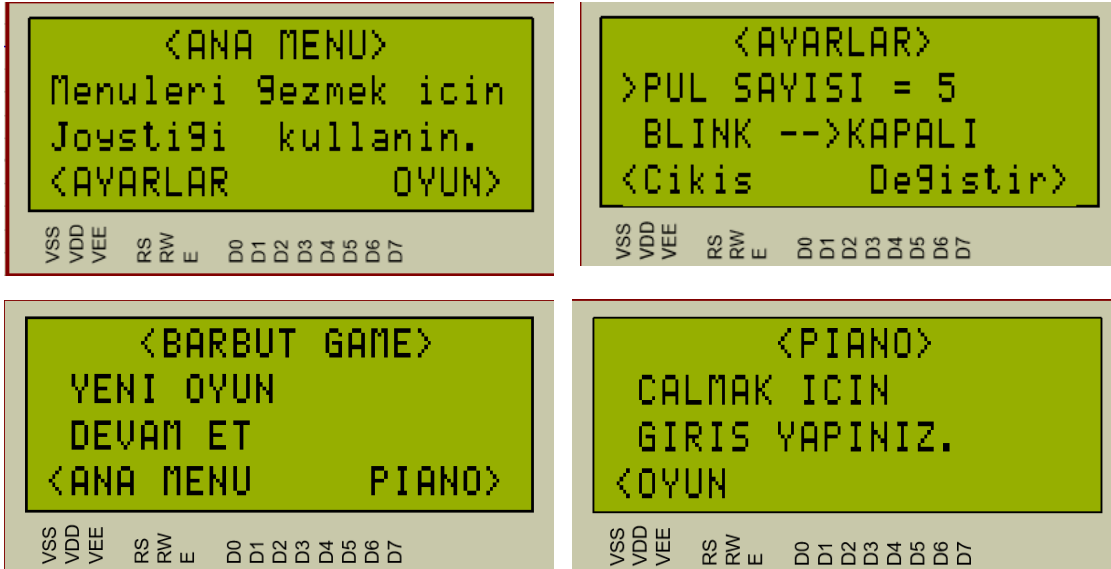 <ANA MENU>
Menuleri gezmek icin
Joystigi kullanin.
<AYARLAR OYUN>
VSS VDD VEE RS RW E D0 D1 D2 D3 D4 D5 D6 D7
<AYARLAR>
>PUL SAYISI = 5
BLINK -->KAPALI
<Cikis Degistir>
VSS VDD VEE RS RW E D0 D1 D2 D3 D4 D5 D6 D7
<BARBUT GAME>
YENI OYUN
DEVAM ET
<ANA MENU PIANO>
VSS VDD VEE RS RW E D0 D1 D2 D3 D4 D5 D6 D7
<PIANO>
CALMAK ICIN
GIRIS YAPINIZ.
<OYUN
VSS VDD VEE RS RW E D0 D1 D2 D3 D4 D5 D6 D7